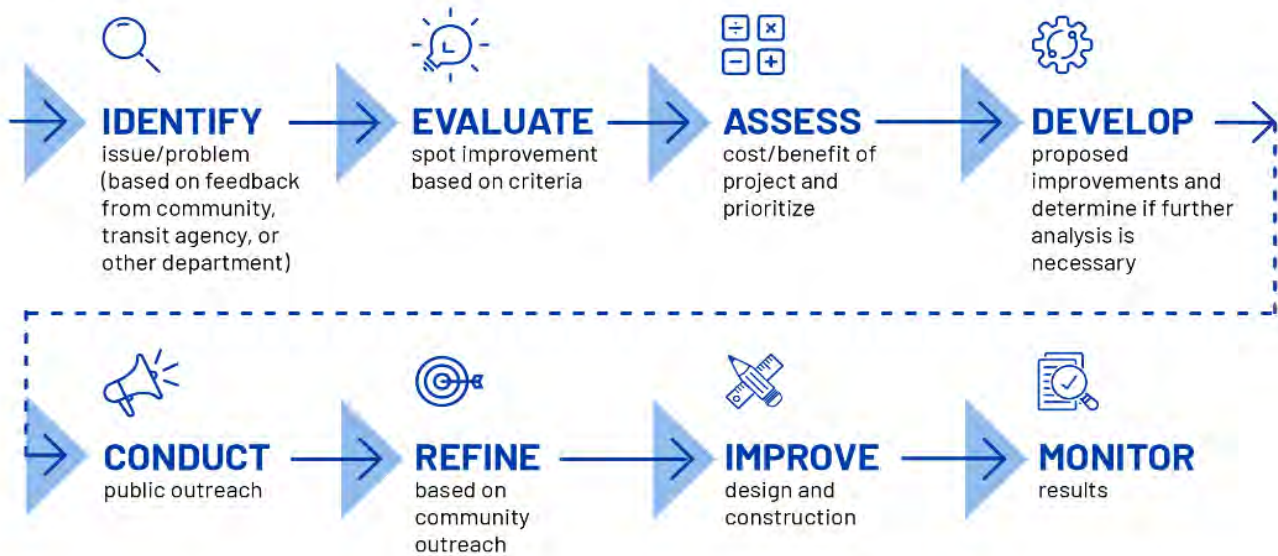 IDENTIFY
issue/problem
(based on feedback
from community,
transit agency, or
other department)
EVALUATE
spot improvement
based on criteria
ASSESS
cost/benefit of
project and
prioritize
DEVELOP
proposed
improvements and
determine if further
analysis is
necessary
CONDUCT
public outreach
REFINE
based on
community
outreach
IMPROVE
design and
construction
MONITOR
results